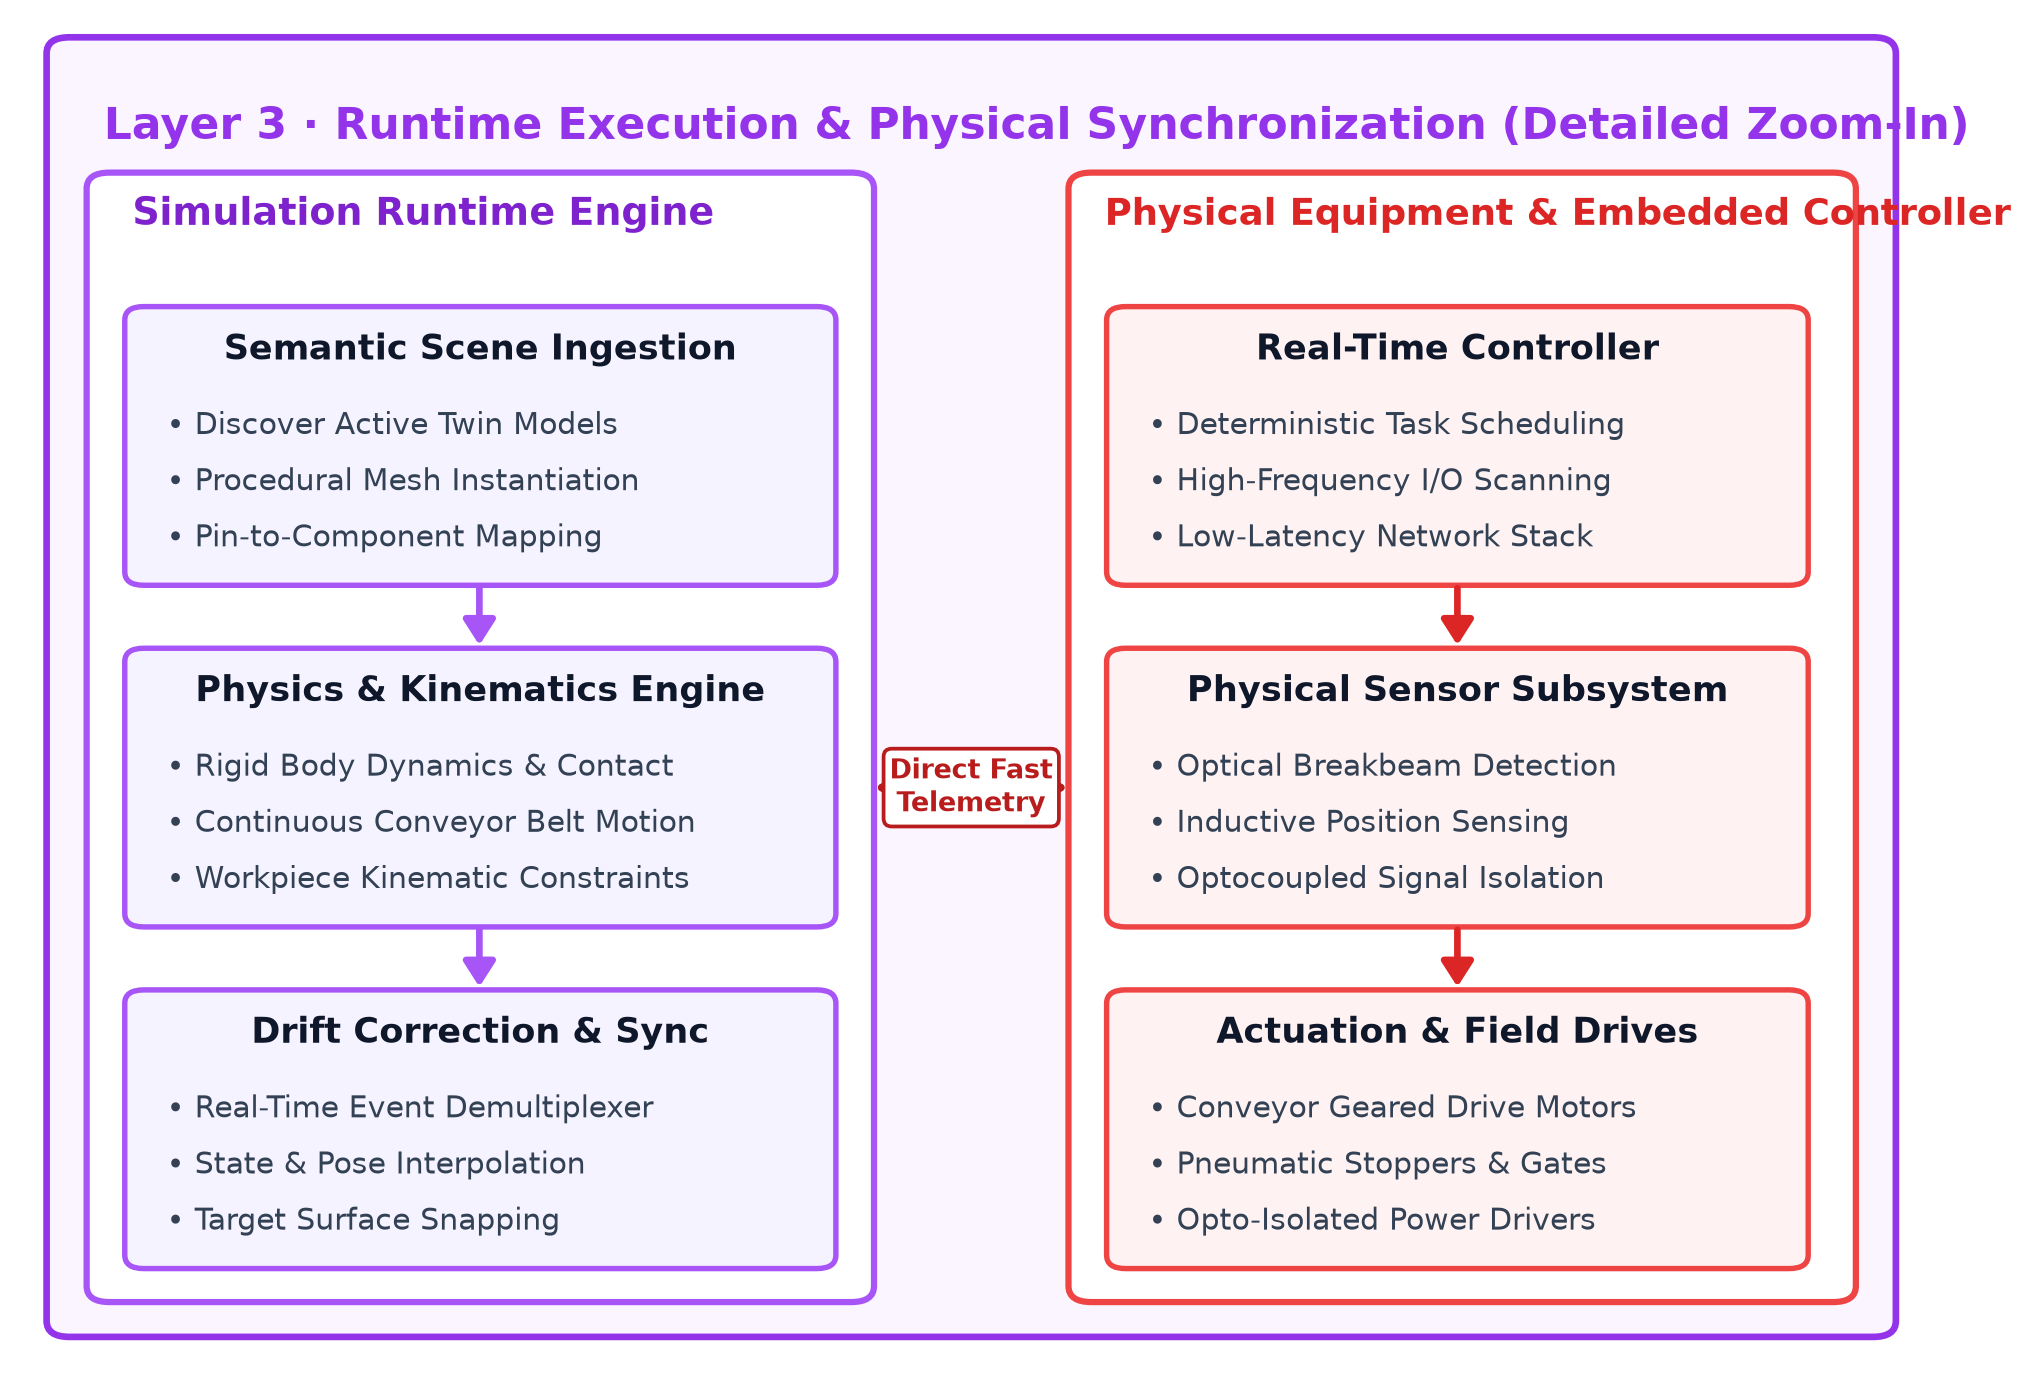 Layer 3 · Runtime Execution & Physical Synchronization (Detailed Zoom-In)
Simulation Runtime Engine
Semantic Scene Ingestion
• Discover Active Twin Models
• Procedural Mesh Instantiation
• Pin-to-Component Mapping
Physics & Kinematics Engine
• Rigid Body Dynamics & Contact
• Continuous Conveyor Belt Motion
• Workpiece Kinematic Constraints
Drift Correction & Sync
• Real-Time Event Demultiplexer
• State & Pose Interpolation
• Target Surface Snapping
Direct Fast
Telemetry
Physical Equipment & Embedded Controller
Real-Time Controller
• Deterministic Task Scheduling
• High-Frequency I/O Scanning
• Low-Latency Network Stack
Physical Sensor Subsystem
• Optical Breakbeam Detection
• Inductive Position Sensing
• Optocoupled Signal Isolation
Actuation & Field Drives
• Conveyor Geared Drive Motors
• Pneumatic Stoppers & Gates
• Opto-Isolated Power Drivers